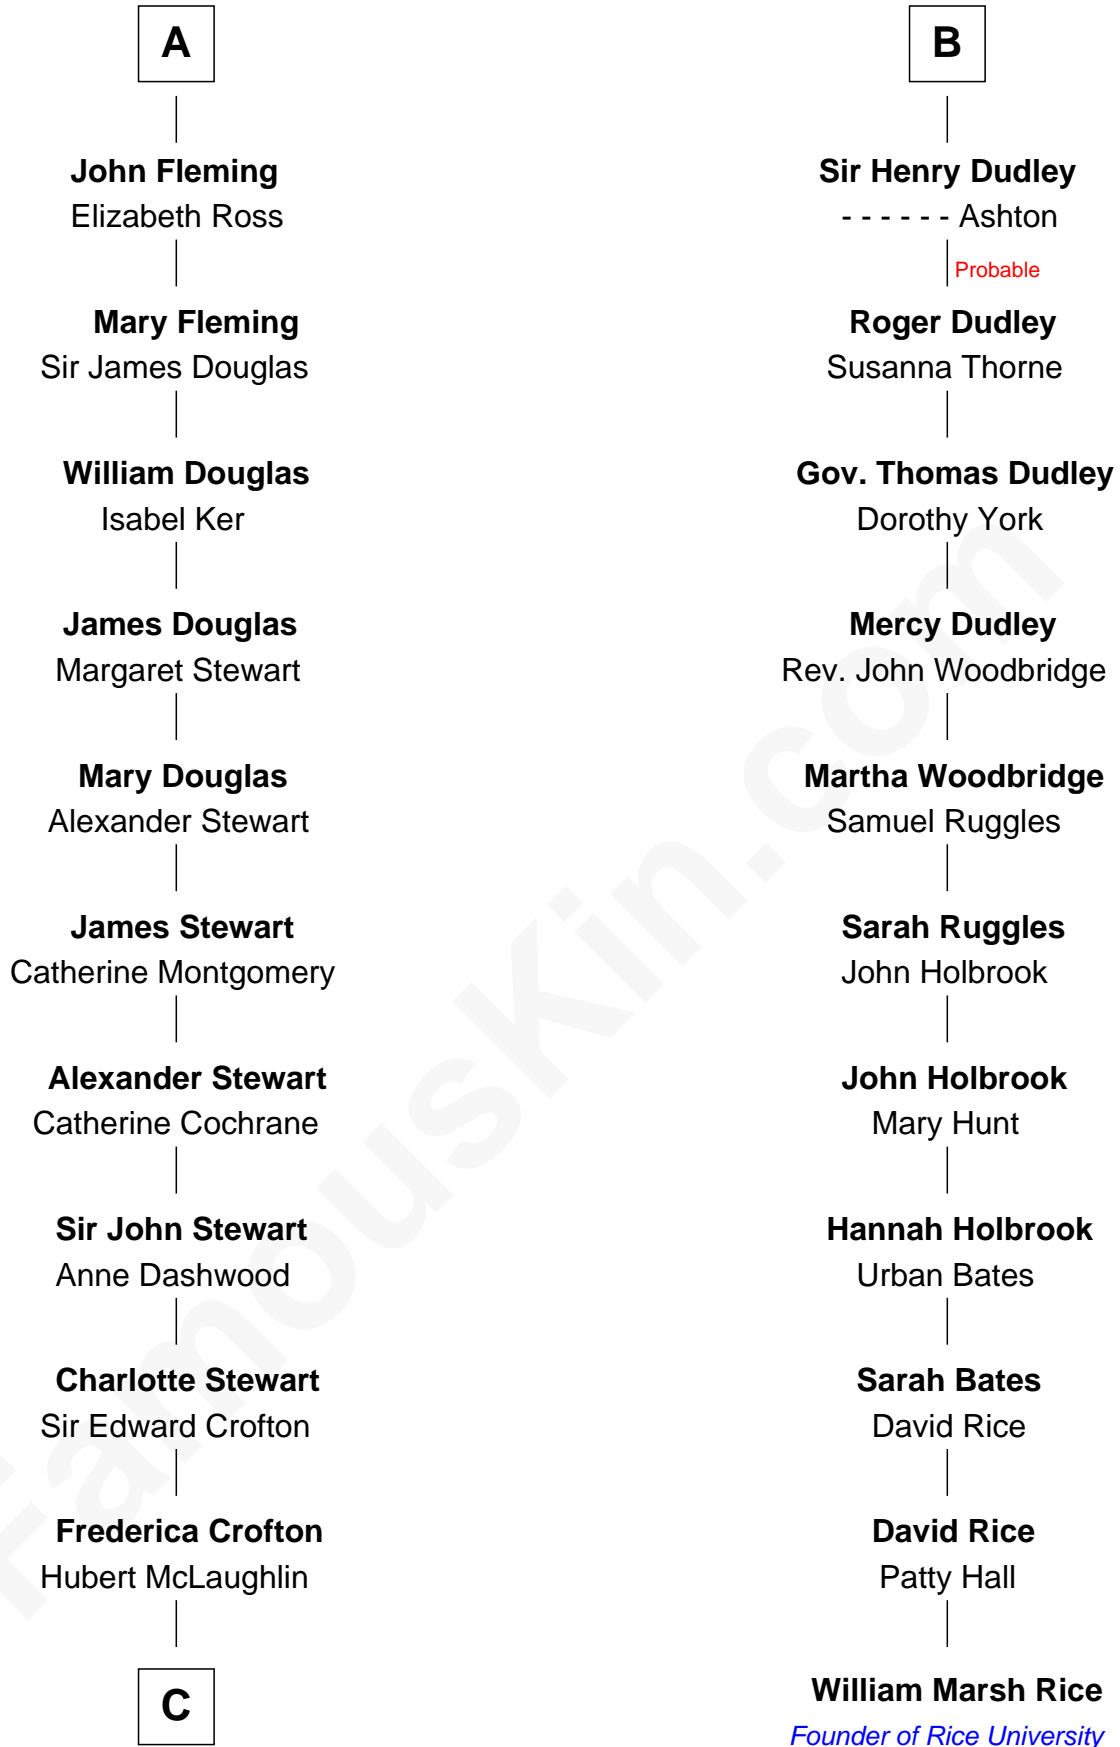 A
John Fleming
Elizabeth Ross
Mary Fleming
Sir James Douglas
William Douglas
Isabel Ker
James Douglas
Margaret Stewart
Mary Douglas
Alexander Stewart
James Stewart
Catherine Montgomery
Alexander Stewart
Catherine Cochrane
Sir John Stewart
Anne Dashwood
Charlotte Stewart
Sir Edward Crofton
Frederica Crofton
Hubert McLaughlin
C
B
Sir Henry Dudley
- - - - - - Ashton
Probable
Roger Dudley
Susanna Thorne
Gov. Thomas Dudley
Dorothy York
Mercy Dudley
Rev. John Woodbridge
Martha Woodbridge
Samuel Ruggles
Sarah Ruggles
John Holbrook
John Holbrook
Mary Hunt
Hannah Holbrook
Urban Bates
Sarah Bates
David Rice
David Rice
Patty Hall
William Marsh Rice
Founder of Rice University
FamousKin.com